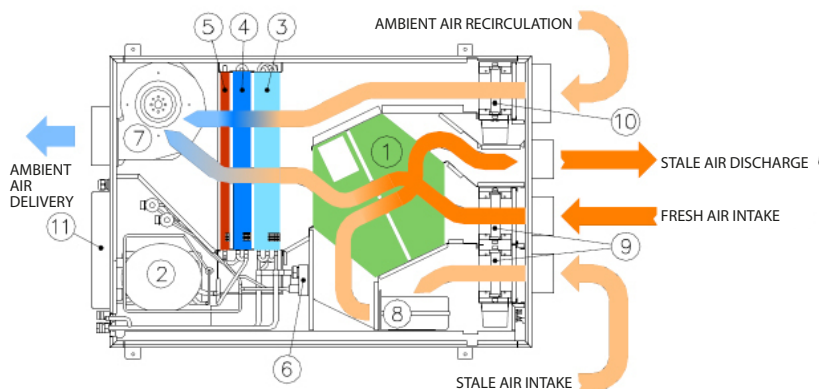 AMBIENT AIR RECIRCULATION
5
4
3
10
7
1
AMBIENT
AIR
DELIVERY
STALE AIR DISCHARGE
11
FRESH AIR INTAKE
2
9
8
6
STALE AIR INTAKE